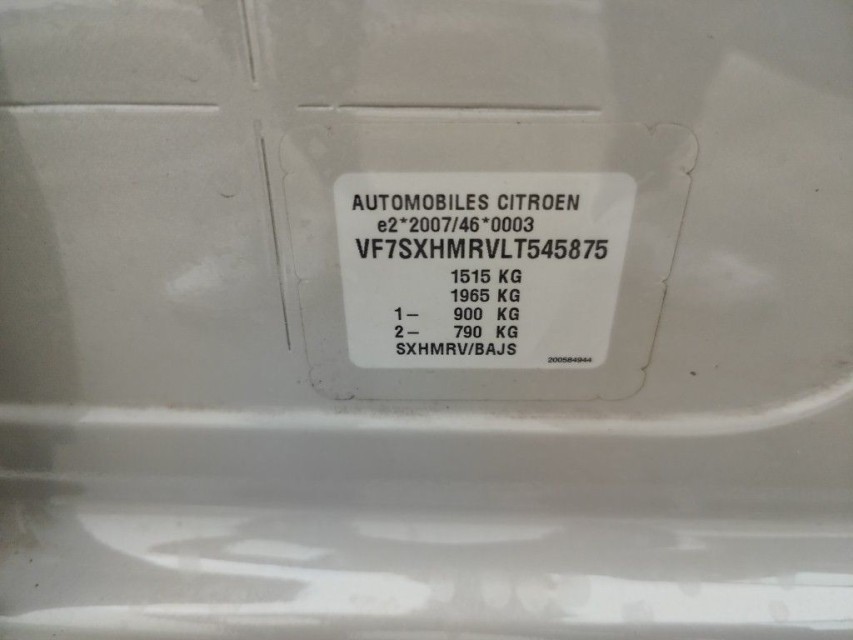 AUTOMOBILES CITROEN
e2*2007/46*0003
VF7SXHMRVLT545875
1515 KG
1965 KG
1– 900 KG
2– 790 KG
SXHMRV/BAJS
200584944